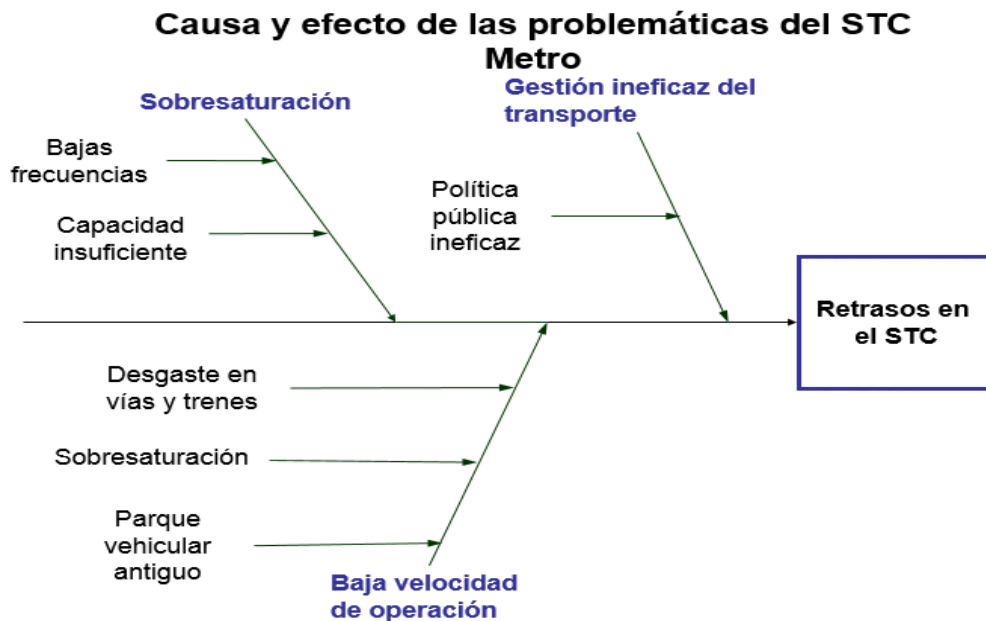 Causa y efecto de las problemáticas del STC
Metro
Sobresaturación
Gestión ineficaz del
transporte
Bajas
frecuencias
Capacidad
insuficiente
Política
pública
ineficaz
Retrasos en
el STC
Desgaste en
vías y trenes
Sobresaturación
Parque
vehicular
antiguo
Baja velocidad
de operación